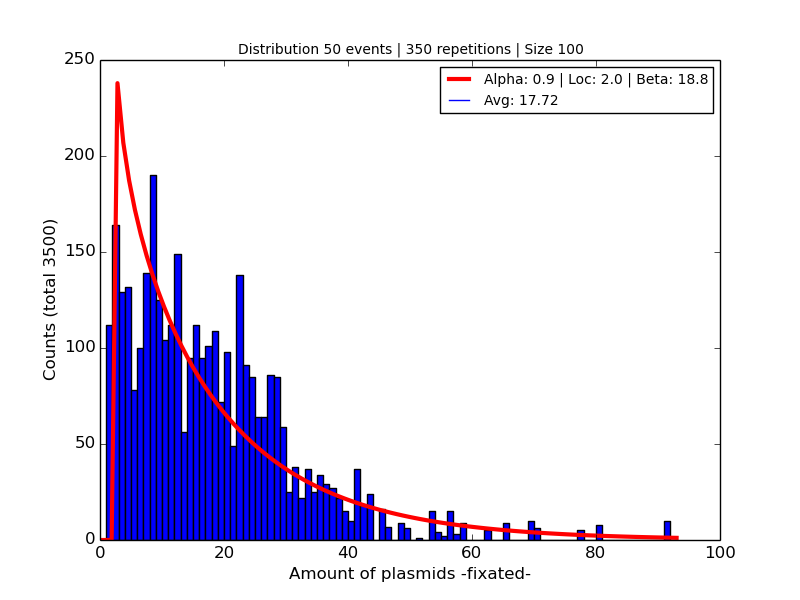 Distribution 50 events | 350 repetitions | Size 100
Alpha: 0.9 | Loc: 2.0 | Beta: 18.8
Avg: 17.72
250
200
150
100
50
0
Counts (total 3500)
0 20 40 60 80 100
Amount of plasmids -fixated-